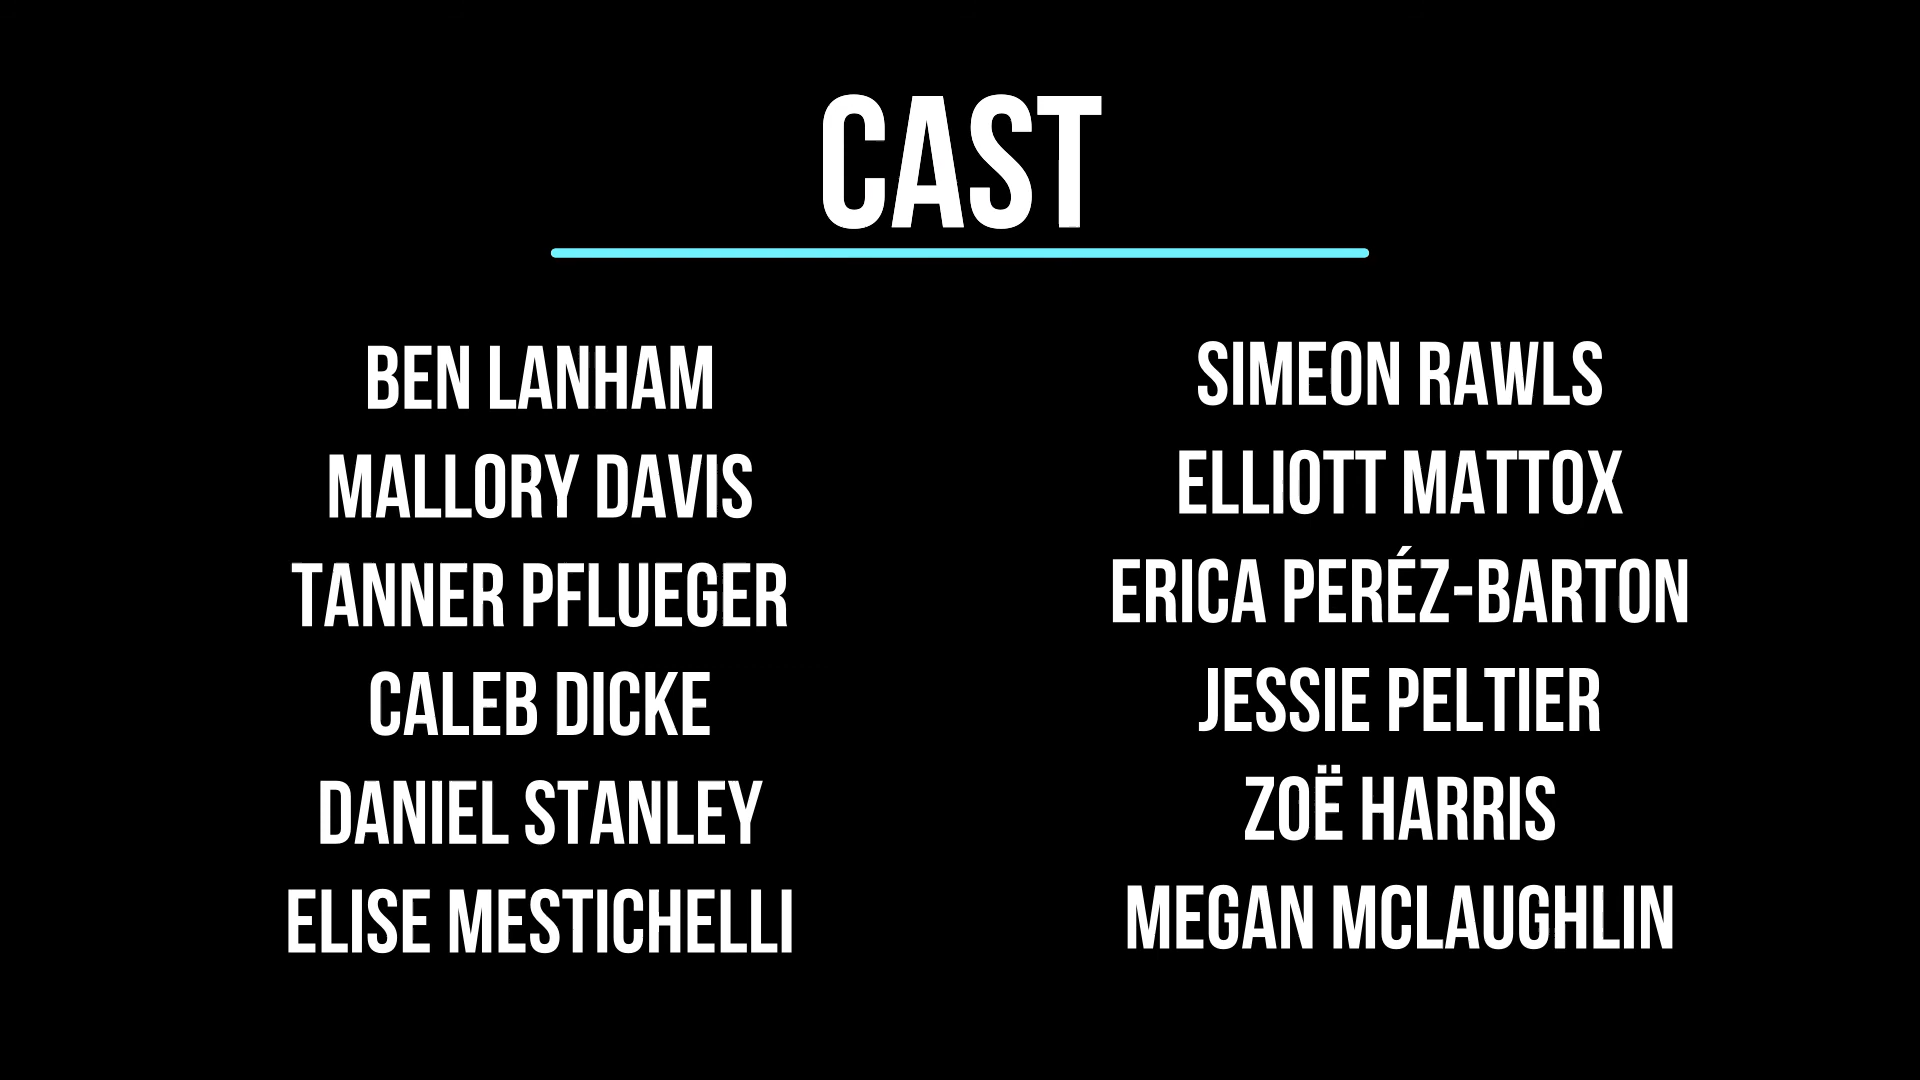 CAST
BEN LANHAM
MALLORY DAVIS
TANNER PFLUEGER
CALEB DICKE
DANIEL STANLEY
ELISE MESTICHELLI
SIMEON RAWLS
ELLIOTT MATTOX
ERICA PERÉZ-BARTON
JESSIE PELTIER
ZOË HARRIS
MEGAN MCLAUGHLIN